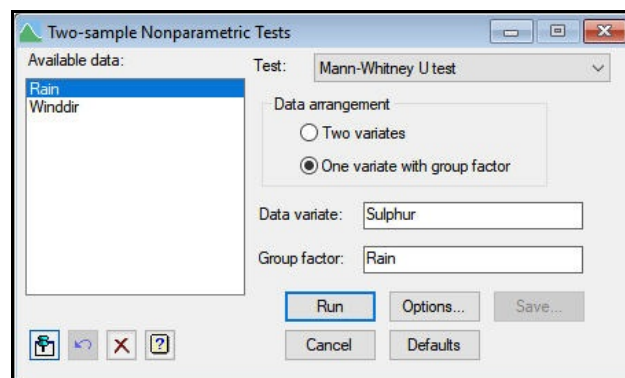 Two-sample Nonparametric Tests
Available data:
Rain
Winddir
Test:
Mann-Whitney U test
Data arrangement
Two variates
One variate with group factor
Data variate:
Sulphur
Group factor:
Rain
Run
Options...
Save...
Cancel
Defaults
?